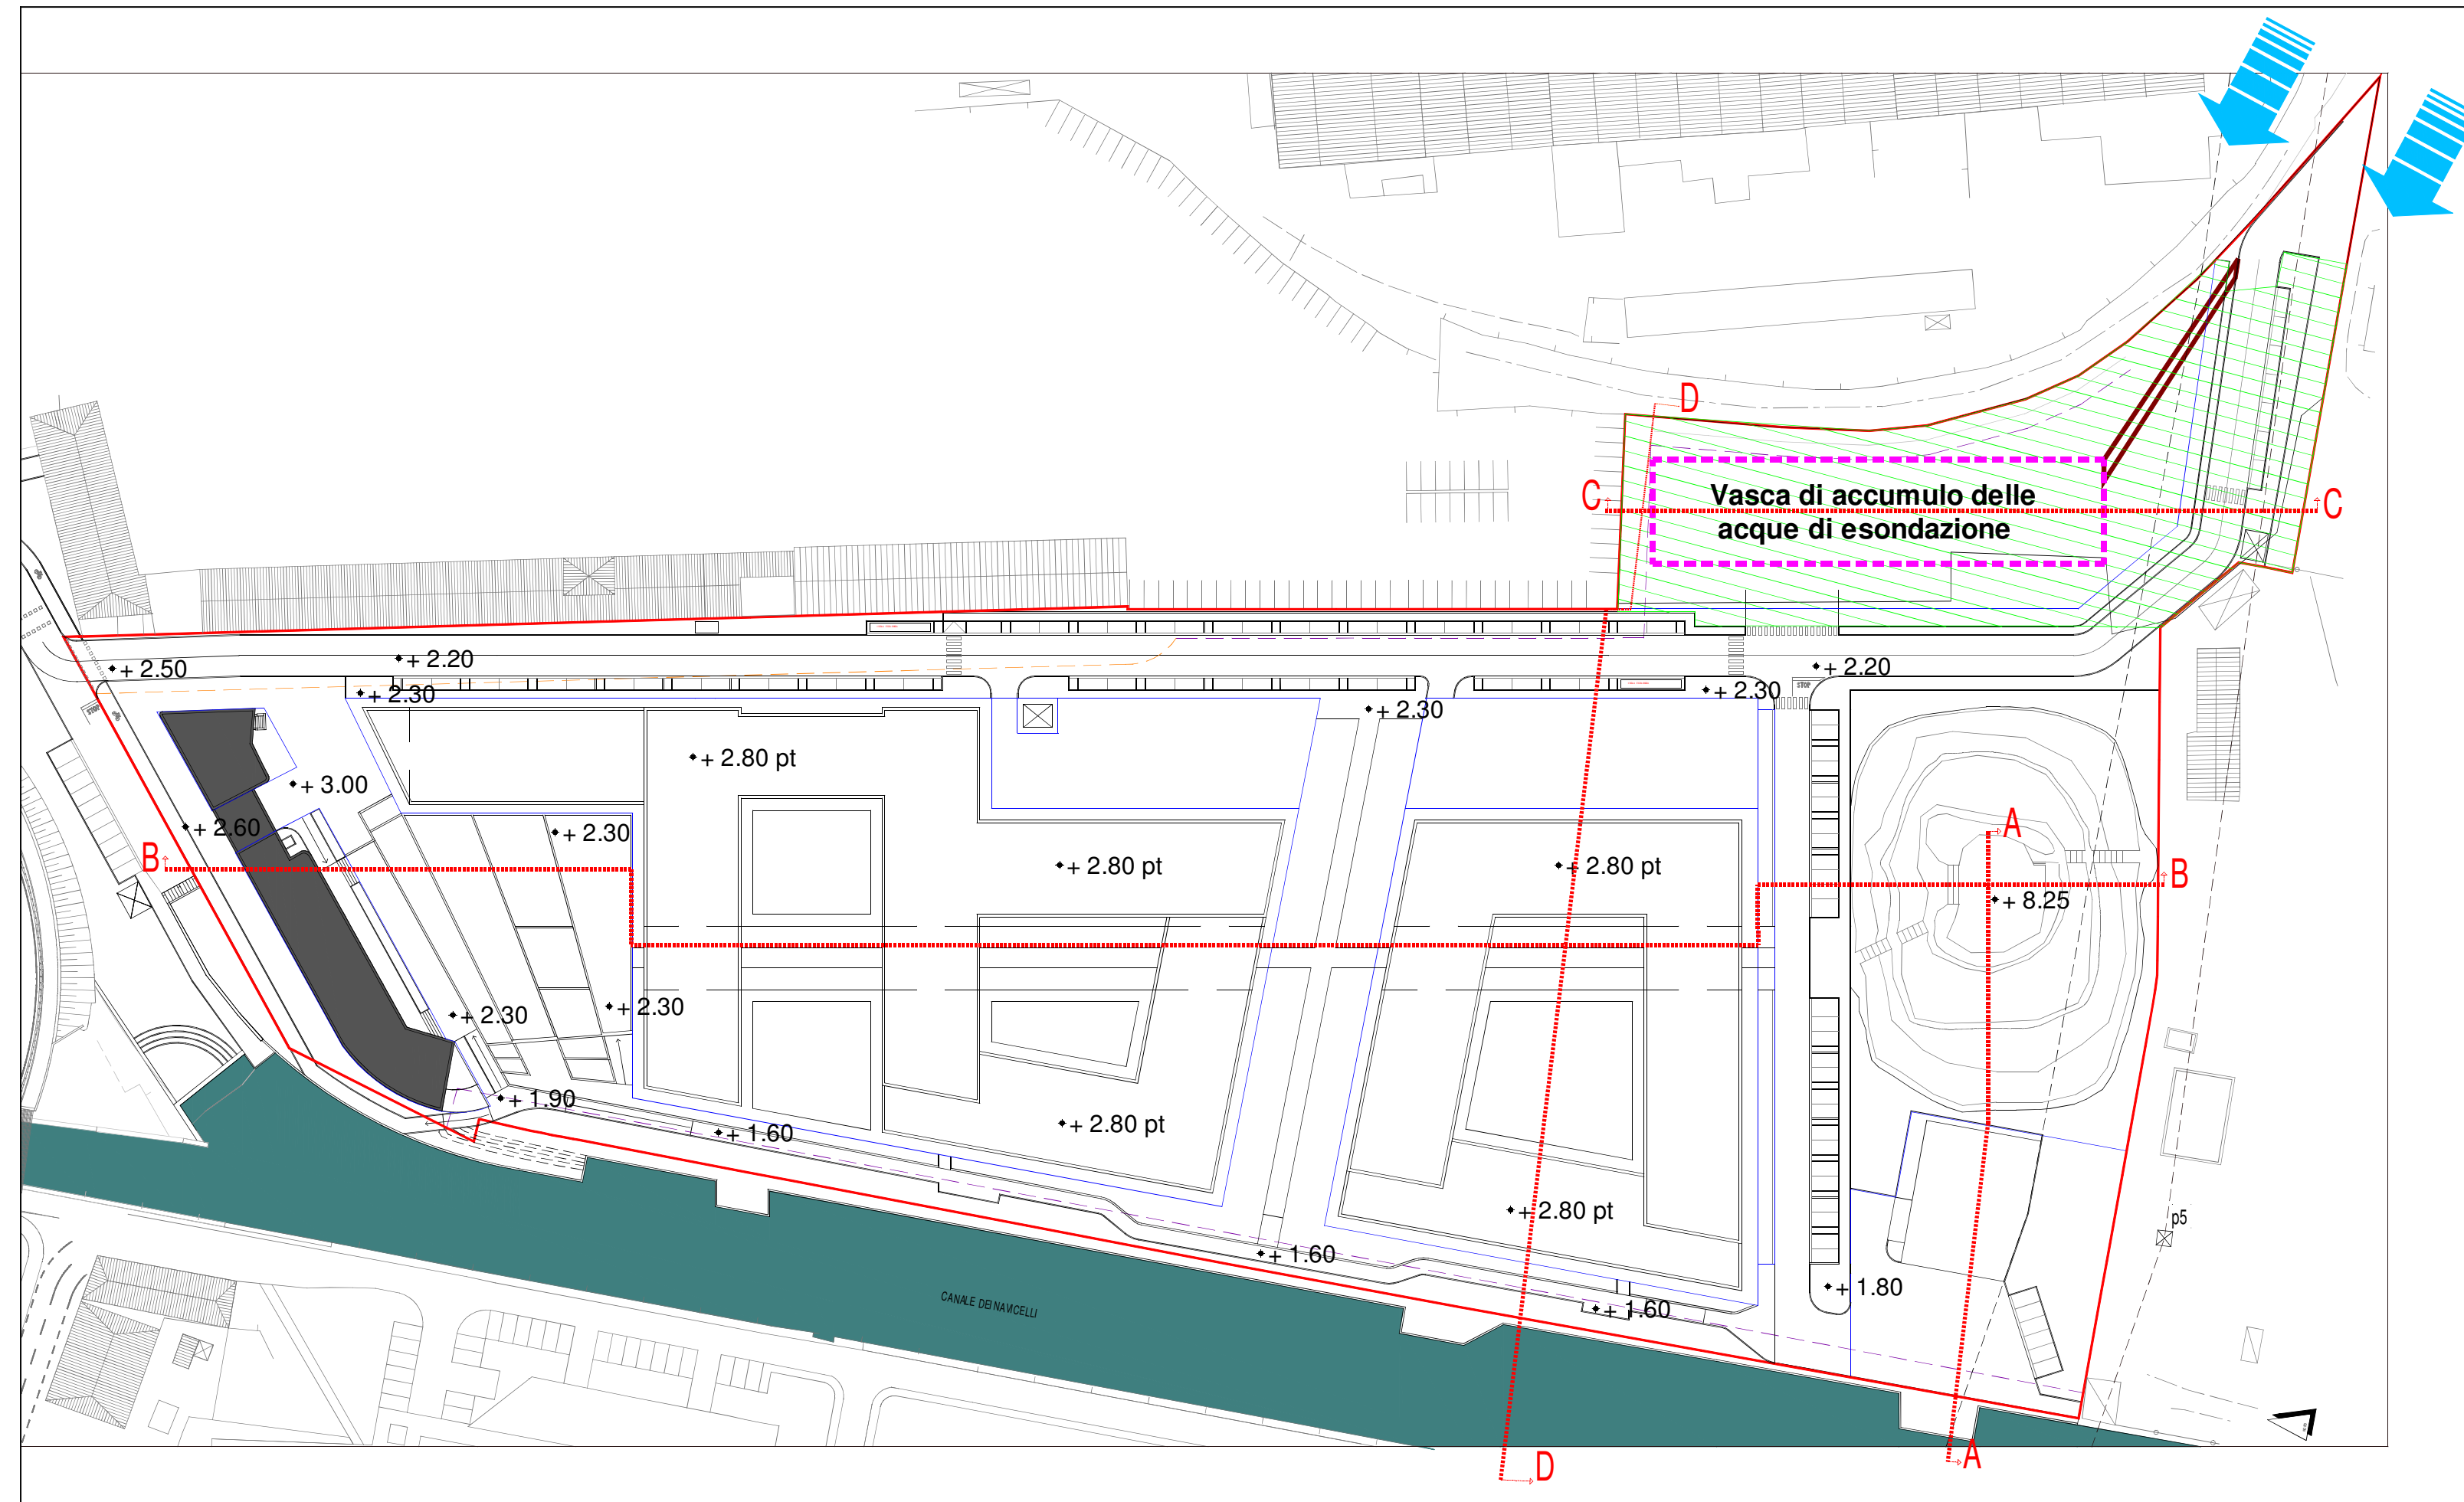 D
C
Vasca di accumulo delle
acque di esondazione
C
+ 2.50
+ 2.20
+ 2.20
+ 2.30
+ 2.30
+ 2.30
STOP
STOP
+ 2.80 pt
+ 3.00
+ 2.60
+ 2.30
A
B
+ 2.80 pt
+ 2.80 pt
B
+ 8.25
+ 2.30
+ 2.30
+ 1.90
+ 1.60
+ 2.80 pt
+ 2.80 pt
p5
+ 1.60
+ 1.80
CANALE DEI NAVICELLI
+ 1.60
A
D